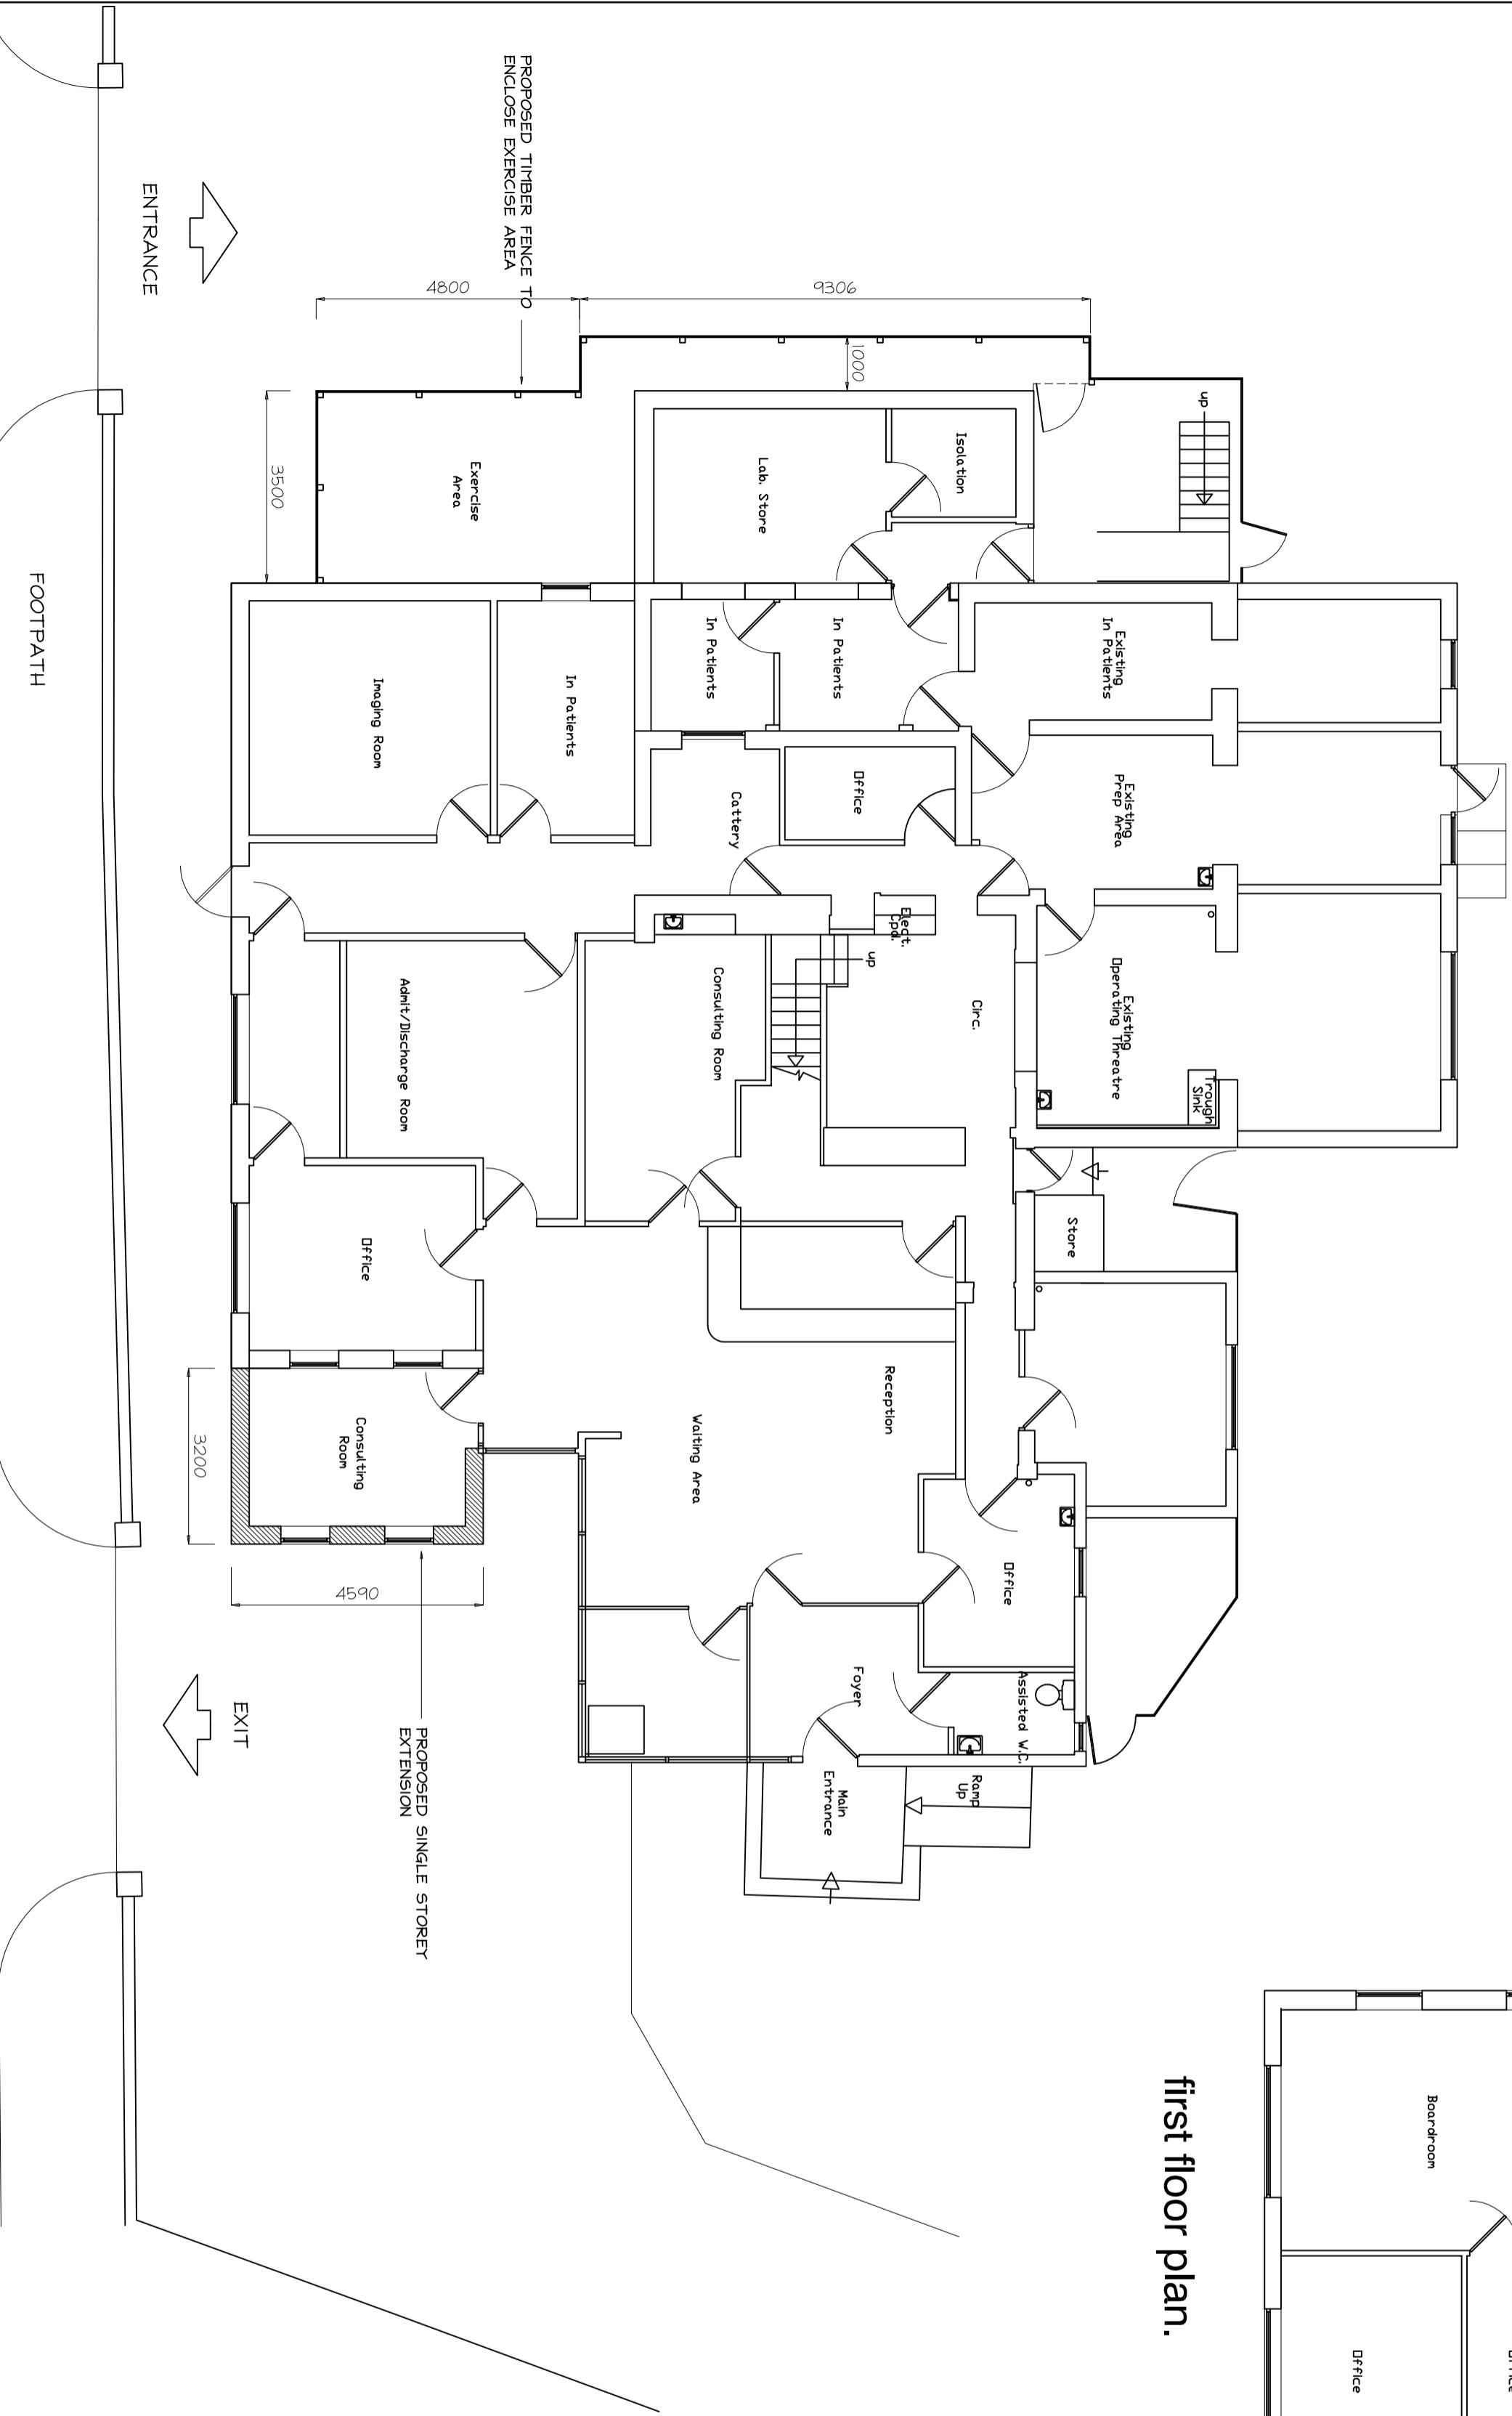 Boardroom
Office
first floor plan.
up
Trough
Sink
Existing
In Patients
Existing
Prep Area
Existing
Operating Threatre
Store
Assisted W.C.
Office
Isolation
Circ.
Ramp
Up
Elect.
Cpd.
up
Reception
9306
1000
In Patients
Office
Foyer
Main
Entrance
Lab. Store
In Patients
Cattery
Consulting Room
Waiting Area
PROPOSED TIMBER FENCE TO
ENCLOSE EXERCISE AREA
In Patients
Exercise
Area
4800
Imaging Room
Admit/Discharge Room
Office
Consulting
Room
4590
PROPOSED SINGLE STOREY
EXTENSION
3500
3200
ENTRANCE
EXIT
FOOTPATH